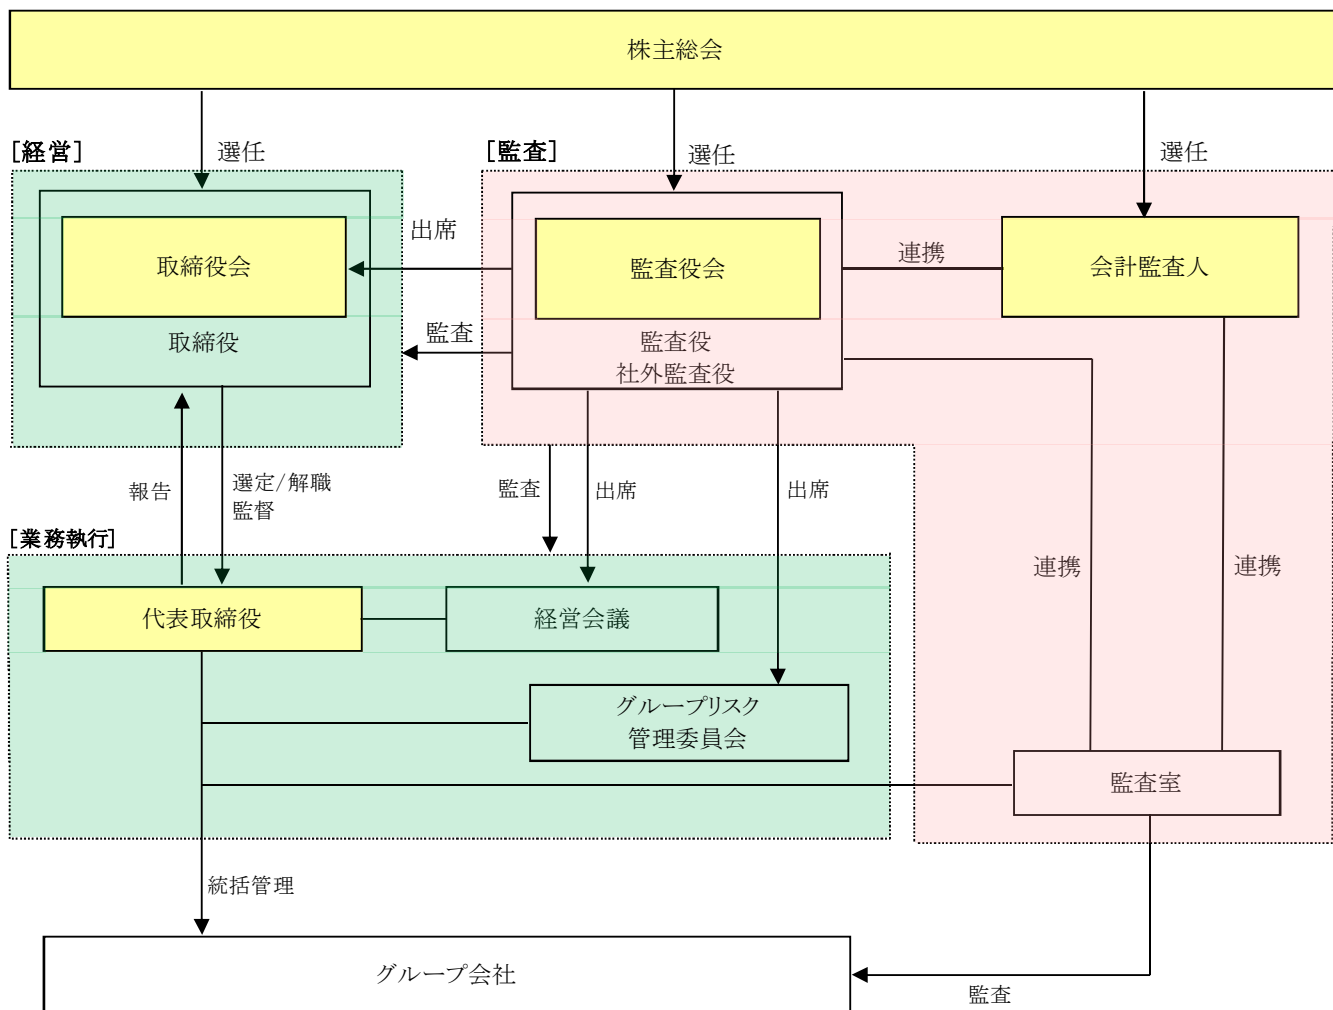 株主総会
[経営]
選任
[監査]
選任
選任
取締役会
取締役
出席
監査
監査役会
監査役
社外監査役
連携
会計監査人
報告
選定/解職
監督
監査
出席
出席
連携
連携
[業務執行]
代表取締役
経営会議
グループリスク
管理委員会
監査室
統括管理
グループ会社
監査